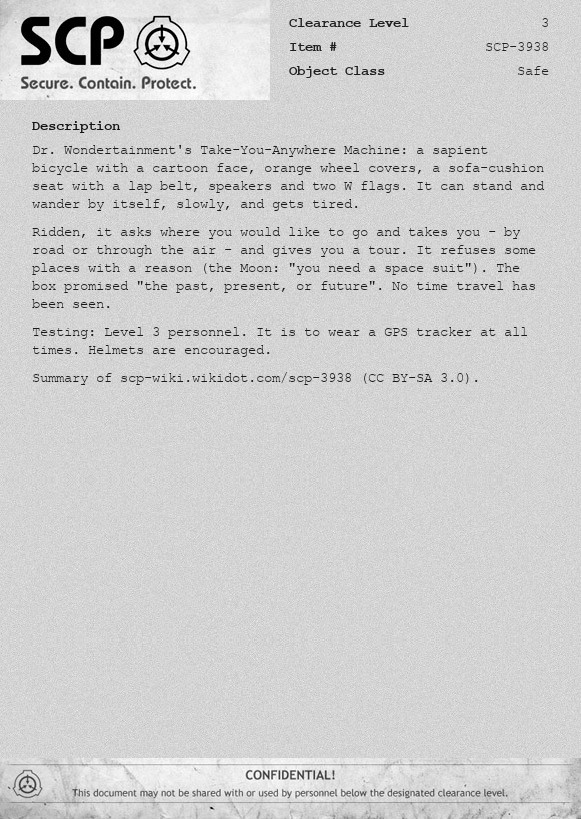 SCP
Secure. Contain. Protect.
Clearance Level 3
Item # SCP-3938
Object Class Safe
Description
Dr. Wondertainment's Take-You-Anywhere Machine: a sapient
bicycle with a cartoon face, orange wheel covers, a sofa-cushion
seat with a lap belt, speakers and two W flags. It can stand and
wander by itself, slowly, and gets tired.
Ridden, it asks where you would like to go and takes you - by
road or through the air - and gives you a tour. It refuses some
places with a reason (the Moon: "you need a space suit"). The
box promised "the past, present, or future". No time travel has
been seen.
Testing: Level 3 personnel. It is to wear a GPS tracker at all
times. Helmets are encouraged.
Summary of scp-wiki.wikidot.com/scp-3938 (CC BY-SA 3.0).
CONFIDENTIAL!
This document may not be shared with or used by personnel below the designated clearance level.